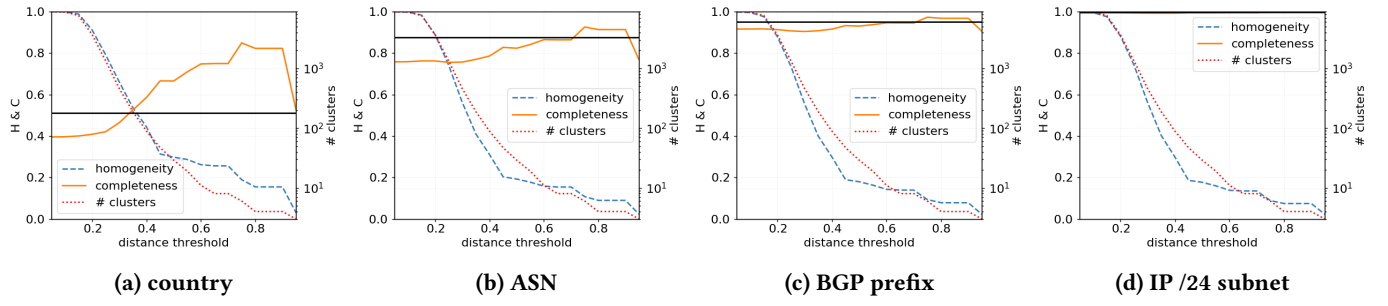 1.0
0.8
0.6
0.4
0.2
0.0
H & C
0.2 0.4 0.6 0.8
distance threshold
10³
10²
10¹
# clusters
homogeneity
completeness
# clusters
(a) country
1.0
0.8
0.6
0.4
0.2
0.0
H & C
0.2 0.4 0.6 0.8
distance threshold
10³
10²
10¹
# clusters
homogeneity
completeness
# clusters
(b) ASN
1.0
0.8
0.6
0.4
0.2
0.0
H & C
0.2 0.4 0.6 0.8
distance threshold
10³
10²
10¹
# clusters
homogeneity
completeness
# clusters
(c) BGP prefix
1.0
0.8
0.6
0.4
0.2
0.0
H & C
0.2 0.4 0.6 0.8
distance threshold
10³
10²
10¹
# clusters
homogeneity
completeness
# clusters
(d) IP /24 subnet